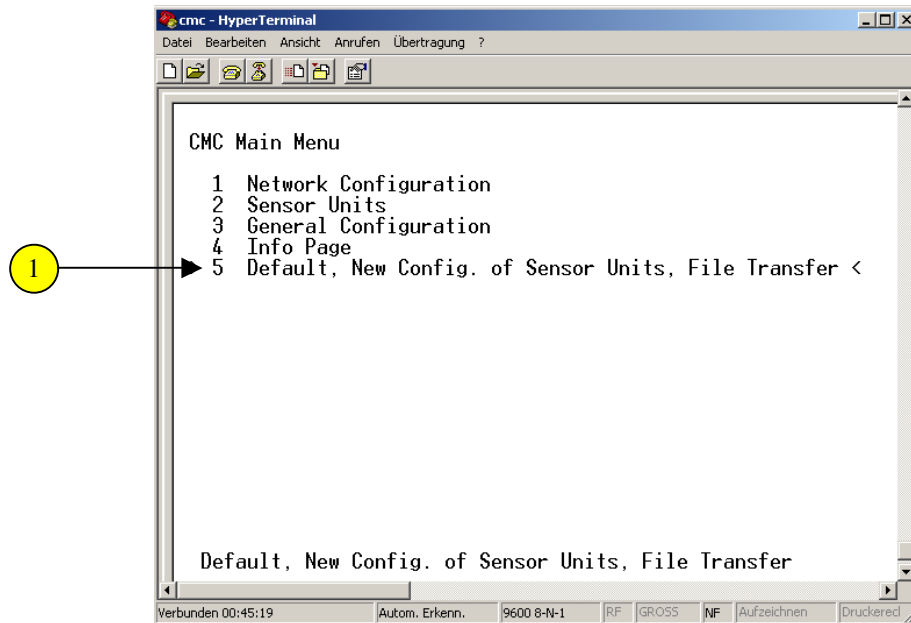 cmc - HyperTerminal
Datei Bearbeiten Ansicht Anrufen Übertragung ?
CMC Main Menu
1 Network Configuration
2 Sensor Units
3 General Configuration
4 Info Page
1
5 Default, New Config. of Sensor Units, File Transfer <
Default, New Config. of Sensor Units, File Transfer
Verbunden 00:45:19 Autom. Erkenn. 9600 8-N-1 RF GROSS NF Aufzeichnen